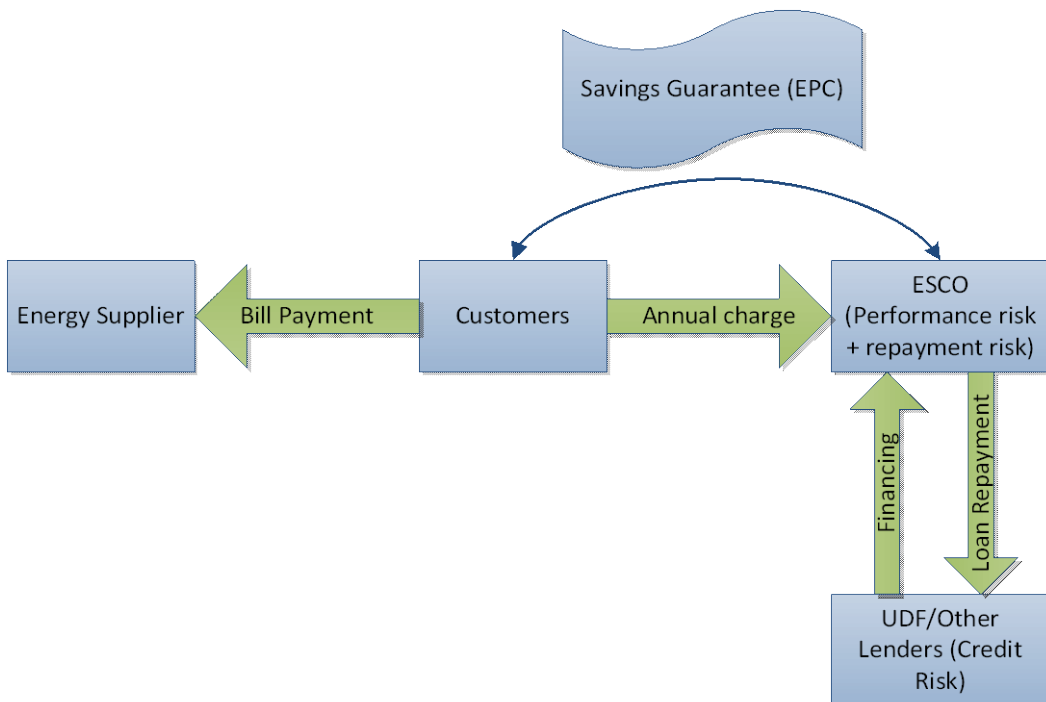 Savings Guarantee (EPC)
Energy Supplier
Bill Payment
Customers
Annual charge
ESCO
(Performance risk
+ repayment risk)
Financing
Loan Repayment
UDF/Other
Lenders (Credit
Risk)